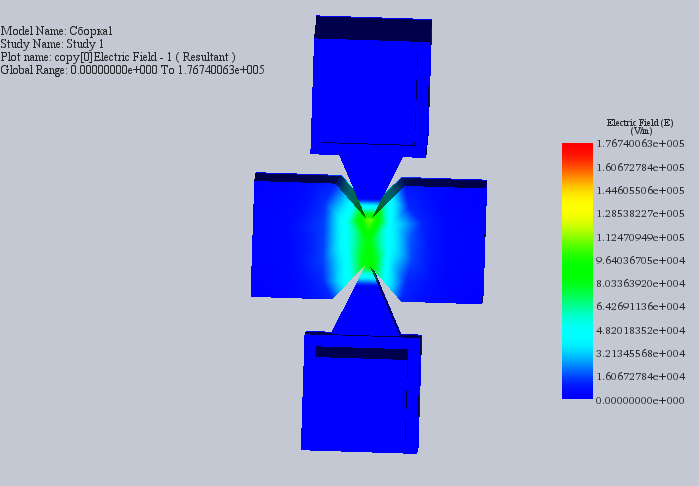 Model Name: Сборка1
Study Name: Study 1
Plot name: copy[0]Electric Field - 1 ( Resultant )
Global Range: 0.00000000e+000 To 1.76740063e+005
Electric Field (E)
(V/m)
1.76740063e+005
1.60672784e+005
1.44605506e+005
1.28538227e+005
1.12470949e+005
9.64036705e+004
8.03363920e+004
6.42691136e+004
4.82018352e+004
3.21345568e+004
1.60672784e+004
0.00000000e+000